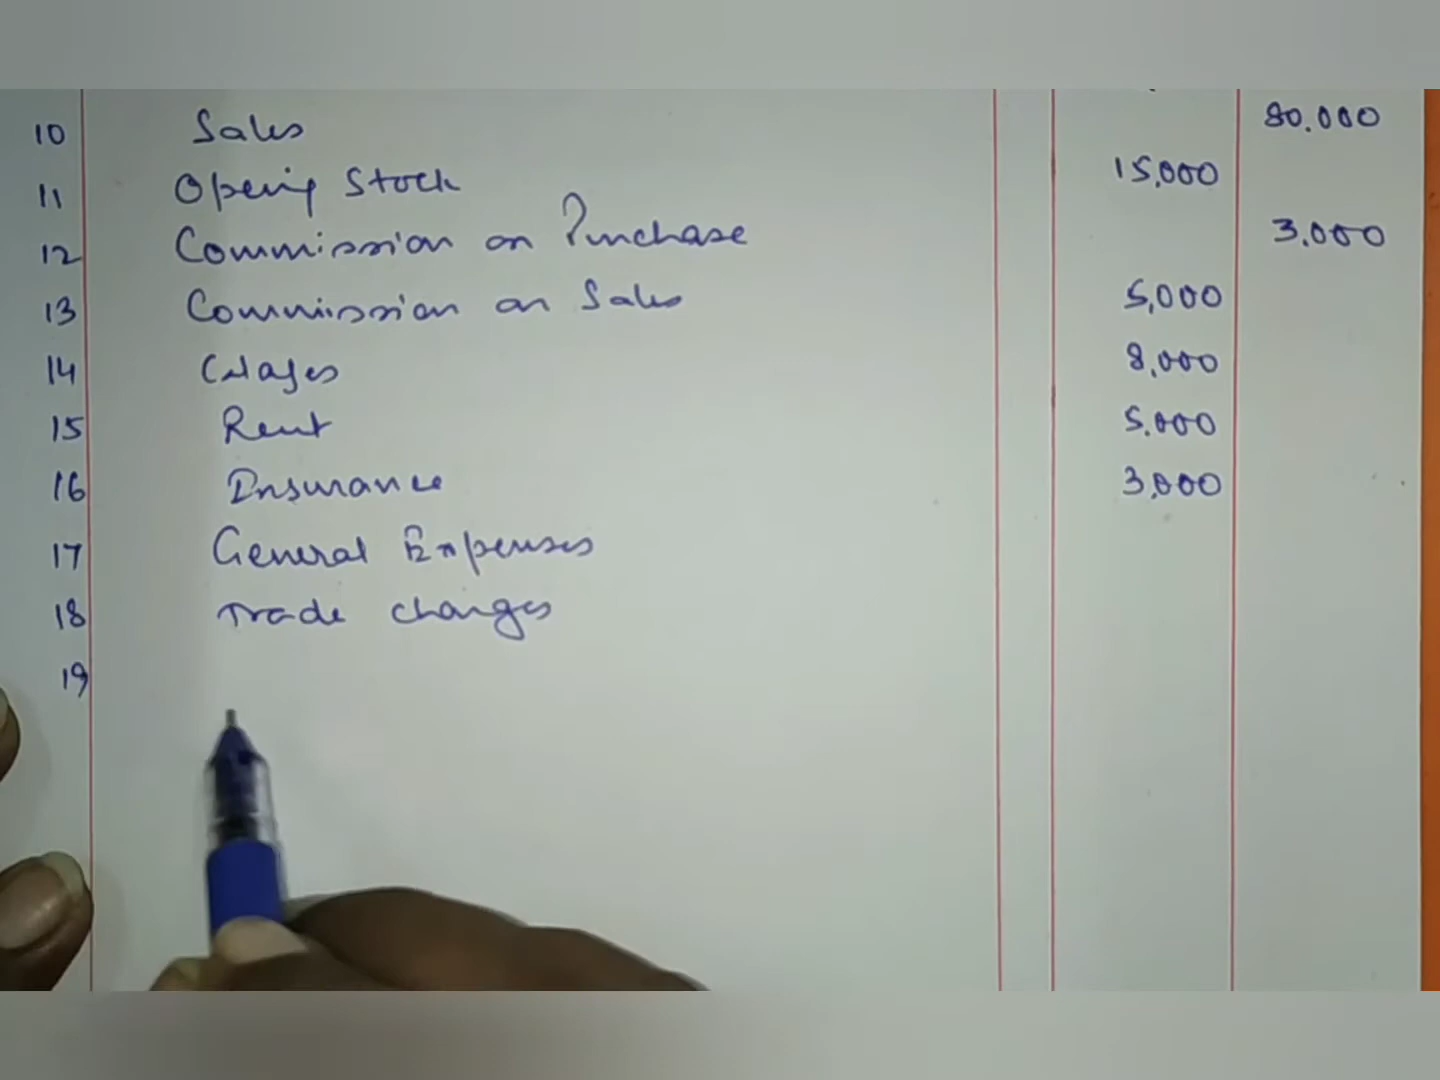 10 Sales 80.000
11 Opening Stock 15,000
12 Commission on Purchase 3.000
13 Commission on Sales 5,000
14 Wages 8,000
15 Rent 5.000
16 Insurance 3,000
17 General Expenses
18 Trade charges
19